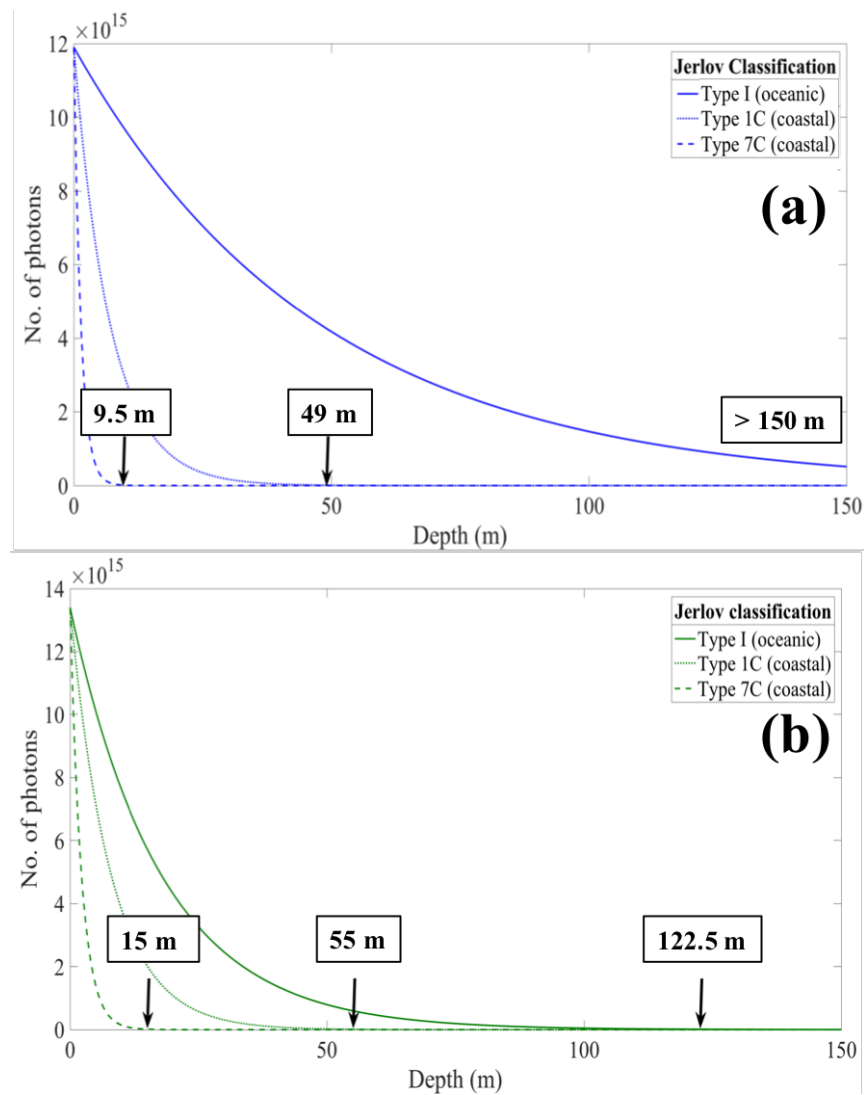 ×10^15
12
10
8
6
4
2
0
No. of photons
Jerlov Classification
Type I (oceanic)
Type 1C (coastal)
Type 7C (coastal)
(a)
9.5 m
49 m
> 150 m
0
50
100
150
Depth (m)
×10^15
14
12
10
8
6
4
2
0
No. of photons
Jerlov classification
Type I (oceanic)
Type 1C (coastal)
Type 7C (coastal)
(b)
15 m
55 m
122.5 m
0
50
100
150
Depth (m)